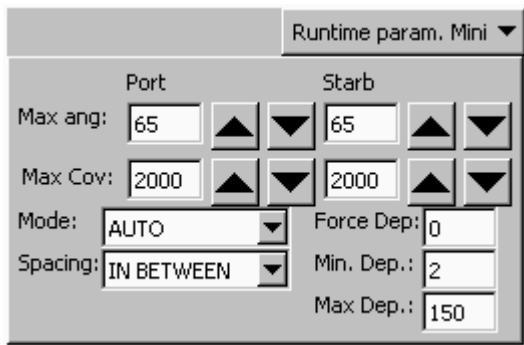 Runtime param. Mini
Port Starb
Max ang: 65 65
Max Cov: 2000 2000
Mode: AUTO Force Dep: 0
Spacing: IN BETWEEN Min. Dep.: 2
Max Dep.: 150